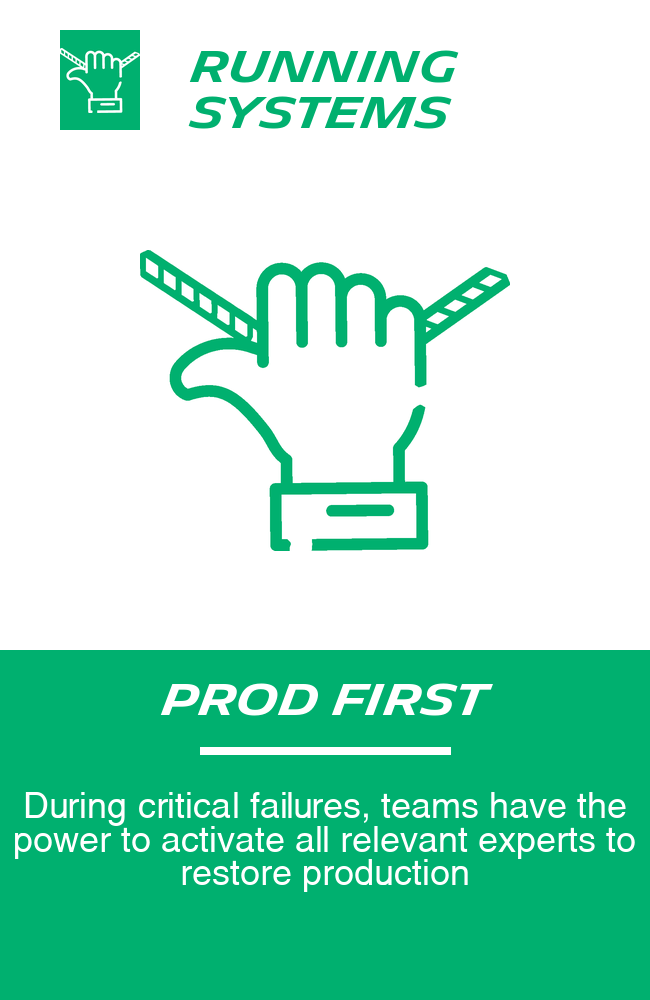 RUNNING
SYSTEMS
PROD FIRST
During critical failures, teams have the
power to activate all relevant experts to
restore production